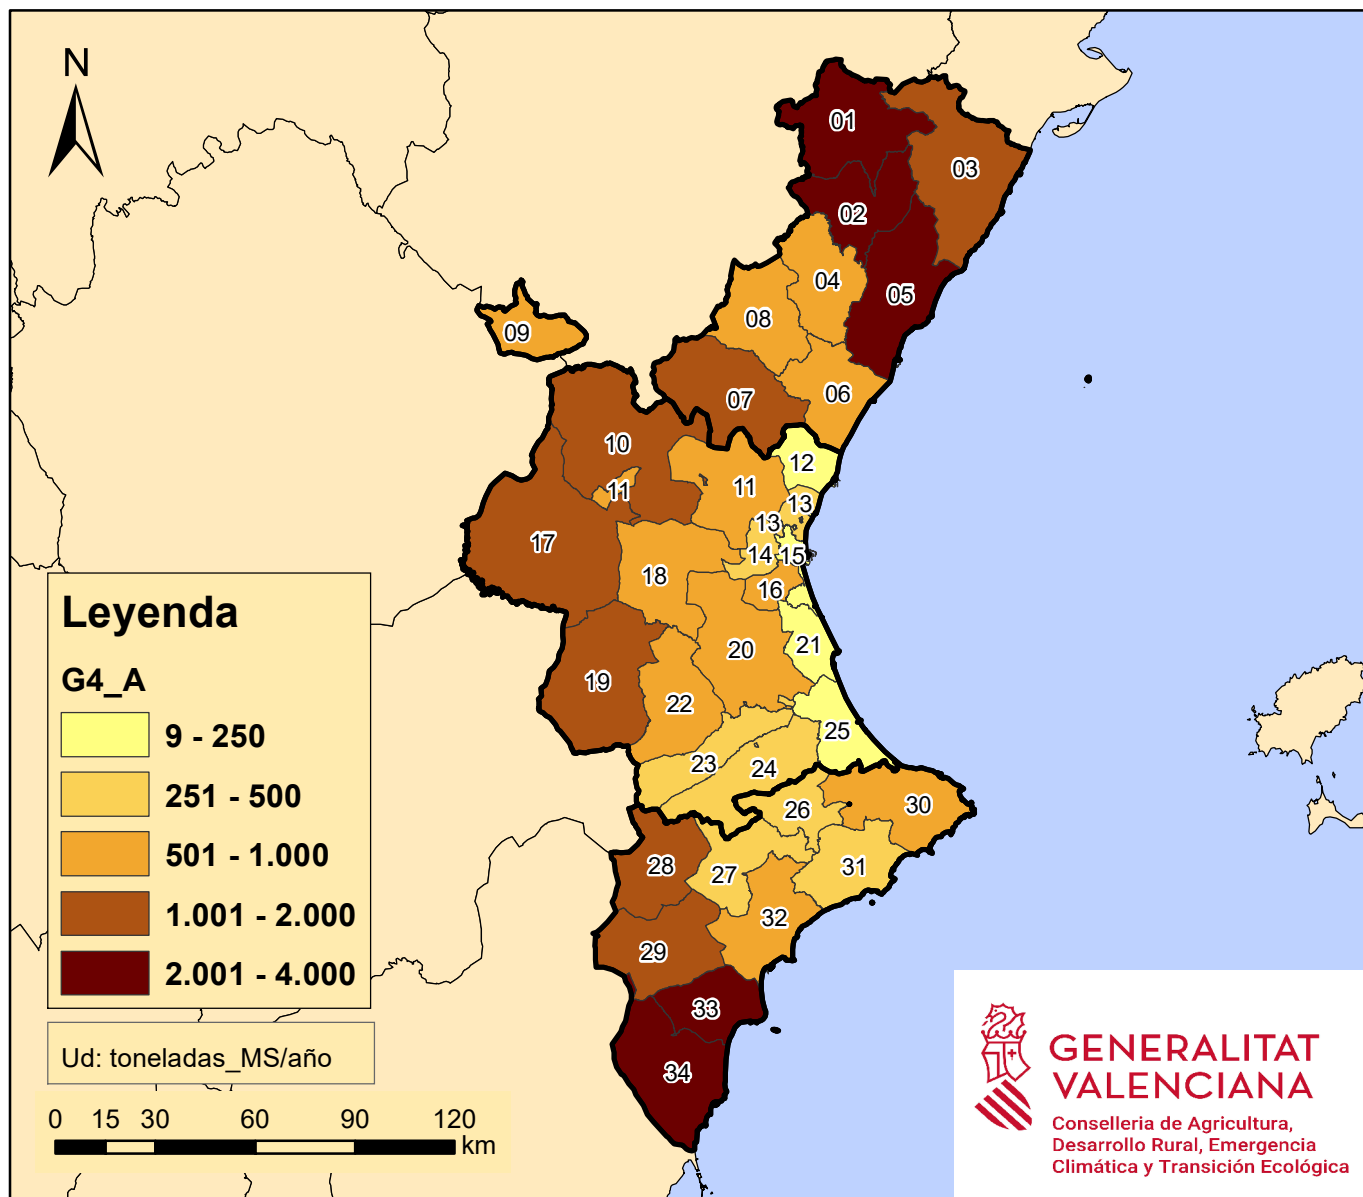 N
01
03
02
04
05
08
09
06
07
10
12
11
11
13
13
17
14
15
18
16
21
20
19
22
25
23
24
26
30
28
27
31
32
29
33
34
Leyenda
G4_A
9 - 250
251 - 500
501 - 1.000
1.001 - 2.000
2.001 - 4.000
Ud: toneladas_MS/año
0 15 30 60 90 120
km
GENERALITAT
VALENCIANA
Conselleria de Agricultura,
Desarrollo Rural, Emergencia
Climática y Transición Ecológica